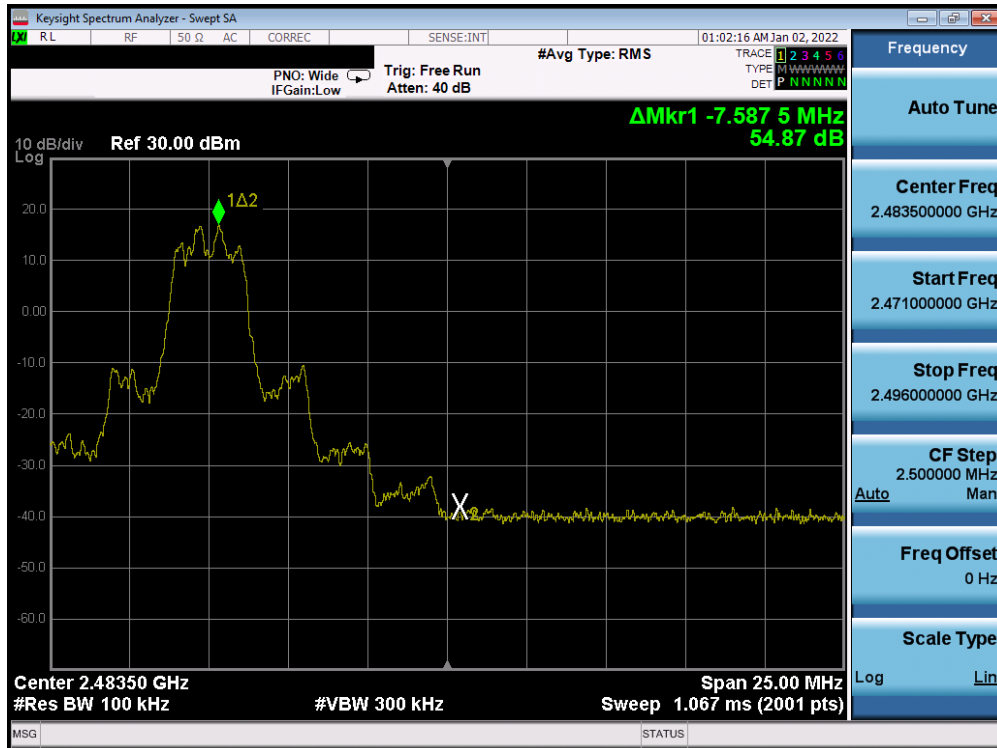 Keysight Spectrum Analyzer - Swept SA
LXI RL RF 50 Ω AC CORREC SENSE:INT 01:02:16 AM Jan 02, 2022
#Avg Type: RMS
TRACE 1 2 3 4 5 6
PNO: Wide Trig: Free Run
TYPE M WWWWW
IFGain:Low Atten: 40 dB
DET P N N N N N
ΔMkr1 -7.587 5 MHz
54.87 dB
10 dB/div Ref 30.00 dBm
Log
1Δ2
20.0
10.0
0.00
-10.0
-20.0
-30.0
-40.0
2
-50.0
-60.0
Center 2.48350 GHz Span 25.00 MHz
#Res BW 100 kHz #VBW 300 kHz Sweep 1.067 ms (2001 pts)
MSG STATUS
Frequency
Auto Tune
Center Freq
2.483500000 GHz
Start Freq
2.471000000 GHz
Stop Freq
2.496000000 GHz
CF Step
2.500000 MHz
Auto Man
Freq Offset
0 Hz
Scale Type
Log Lin